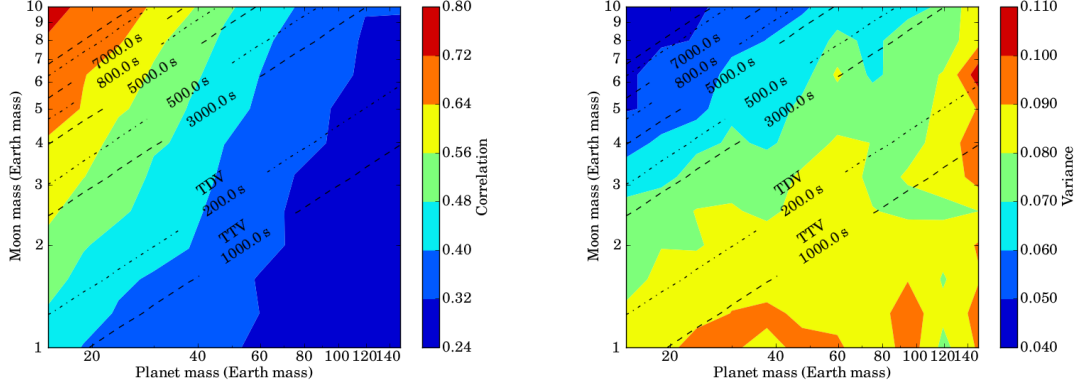 10
9
8
7
6
5
4
3
2
1
Moon mass (Earth mass)
7000.0 s
800.0 s
5000.0 s
500.0 s
3000.0 s
TDV
200.0 s
TTV
1000.0 s
20
40
60
80
100
120
140
Planet mass (Earth mass)
0.80
0.72
0.64
0.56
0.48
0.40
0.32
0.24
Correlation
10
9
8
7
6
5
4
3
2
1
Moon mass (Earth mass)
7000.0 s
800.0 s
5000.0 s
500.0 s
3000.0 s
TDV
200.0 s
TTV
1000.0 s
20
40
60
80
100
120
140
Planet mass (Earth mass)
0.110
0.100
0.090
0.080
0.070
0.060
0.050
0.040
Variance